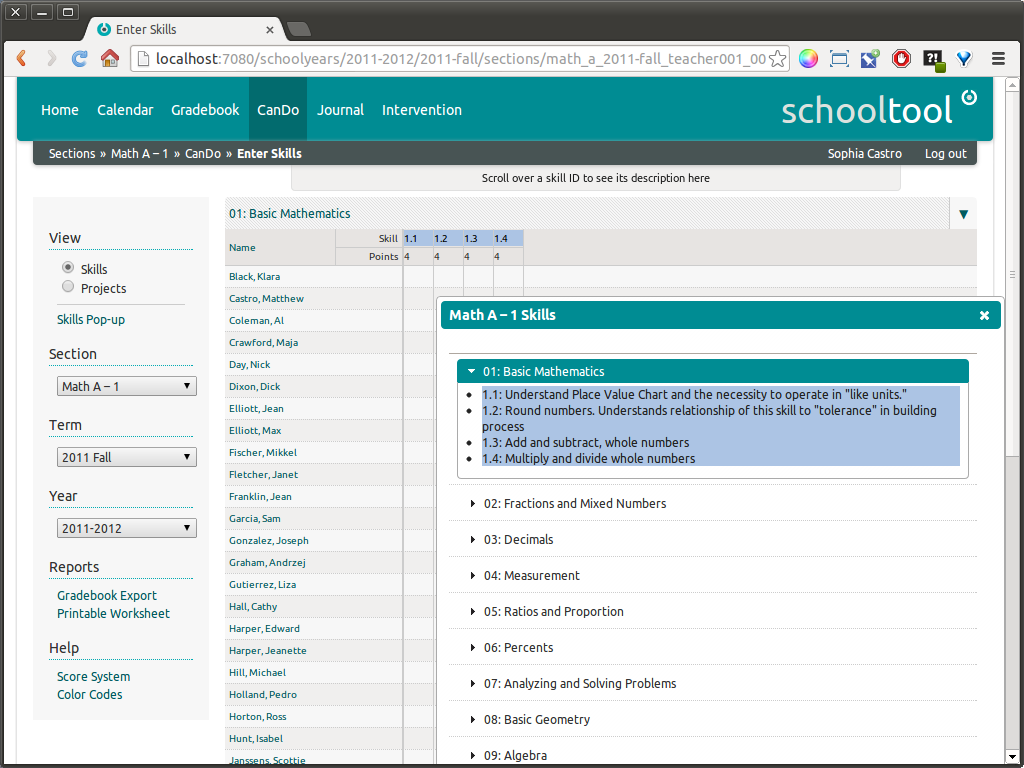 Enter Skills
localhost:7080/schoolyears/2011-2012/2011-fall/sections/math_a_2011-fall_teacher001_00
Home Calendar Gradebook CanDo Journal Intervention
schooltool
Sections » Math A – 1 » CanDo » Enter Skills
Sophia Castro Log out
Scroll over a skill ID to see its description here
View
Skills
Projects
Skills Pop-up
Section
Math A – 1
Term
2011 Fall
Year
2011-2012
Reports
Gradebook Export
Printable Worksheet
Help
Score System
Color Codes
01: Basic Mathematics
Name Skill 1.1 1.2 1.3 1.4
Points 4 4 4 4
Black, Klara
Castro, Matthew
Coleman, Al
Crawford, Maja
Day, Nick
Dixon, Dick
Elliott, Jean
Elliott, Max
Fischer, Mikkel
Fletcher, Janet
Franklin, Jean
Garcia, Sam
Gonzalez, Joseph
Graham, Andrzej
Gutierrez, Liza
Hall, Cathy
Harper, Edward
Harper, Jeanette
Hill, Michael
Holland, Pedro
Horton, Ross
Hunt, Isabel
Janssens, Scottie
Math A – 1 Skills
01: Basic Mathematics
1.1: Understand Place Value Chart and the necessity to operate in "like units."
1.2: Round numbers. Understands relationship of this skill to "tolerance" in building
process
1.3: Add and subtract, whole numbers
1.4: Multiply and divide whole numbers
02: Fractions and Mixed Numbers
03: Decimals
04: Measurement
05: Ratios and Proportion
06: Percents
07: Analyzing and Solving Problems
08: Basic Geometry
09: Algebra